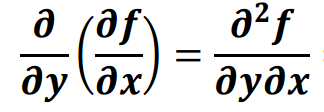 ∂/∂y (∂f/∂x) = ∂²f/∂y∂x